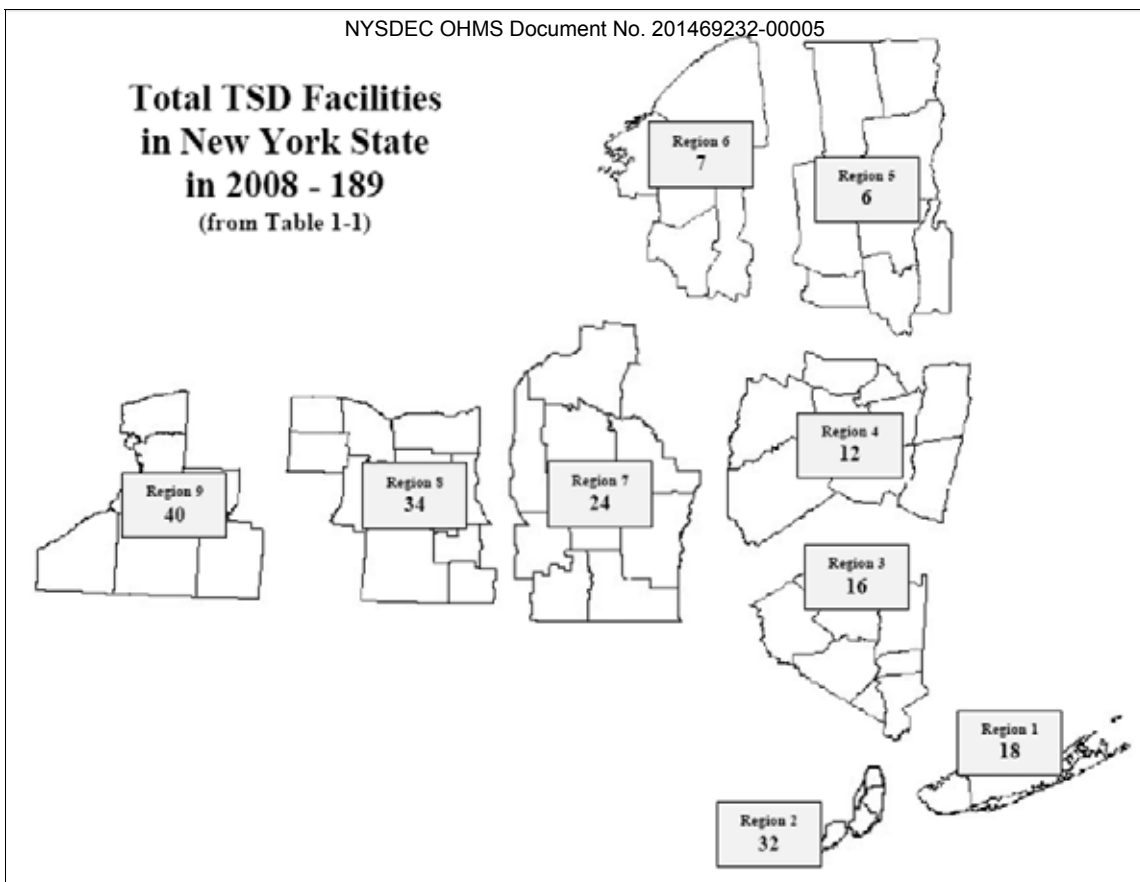 NYSDEC OHMS Document No. 201469232-00005
Total TSD Facilities
in New York State
in 2008 - 189
(from Table 1-1)
Region 6
7
Region 5
6
Region 9
40
Region 8
34
Region 7
24
Region 4
12
Region 3
16
Region 1
18
Region 2
32